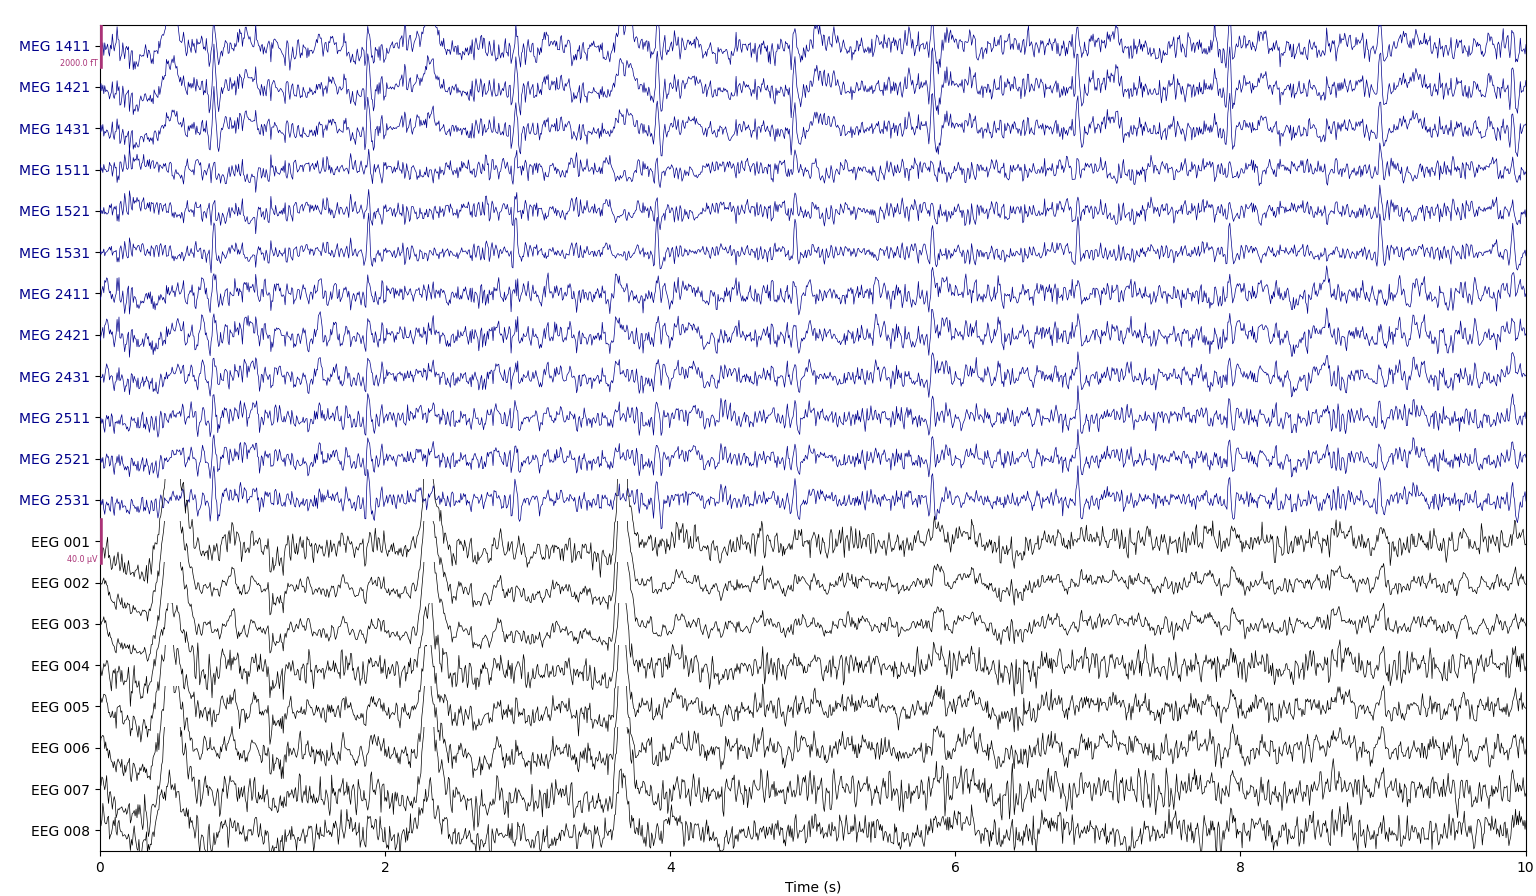 MEG 1411
2000.0 fT
MEG 1421
MEG 1431
MEG 1511
MEG 1521
MEG 1531
MEG 2411
MEG 2421
MEG 2431
MEG 2511
MEG 2521
MEG 2531
EEG 001
40.0 µV
EEG 002
EEG 003
EEG 004
EEG 005
EEG 006
EEG 007
EEG 008
0 2 4 6 8 10
Time (s)